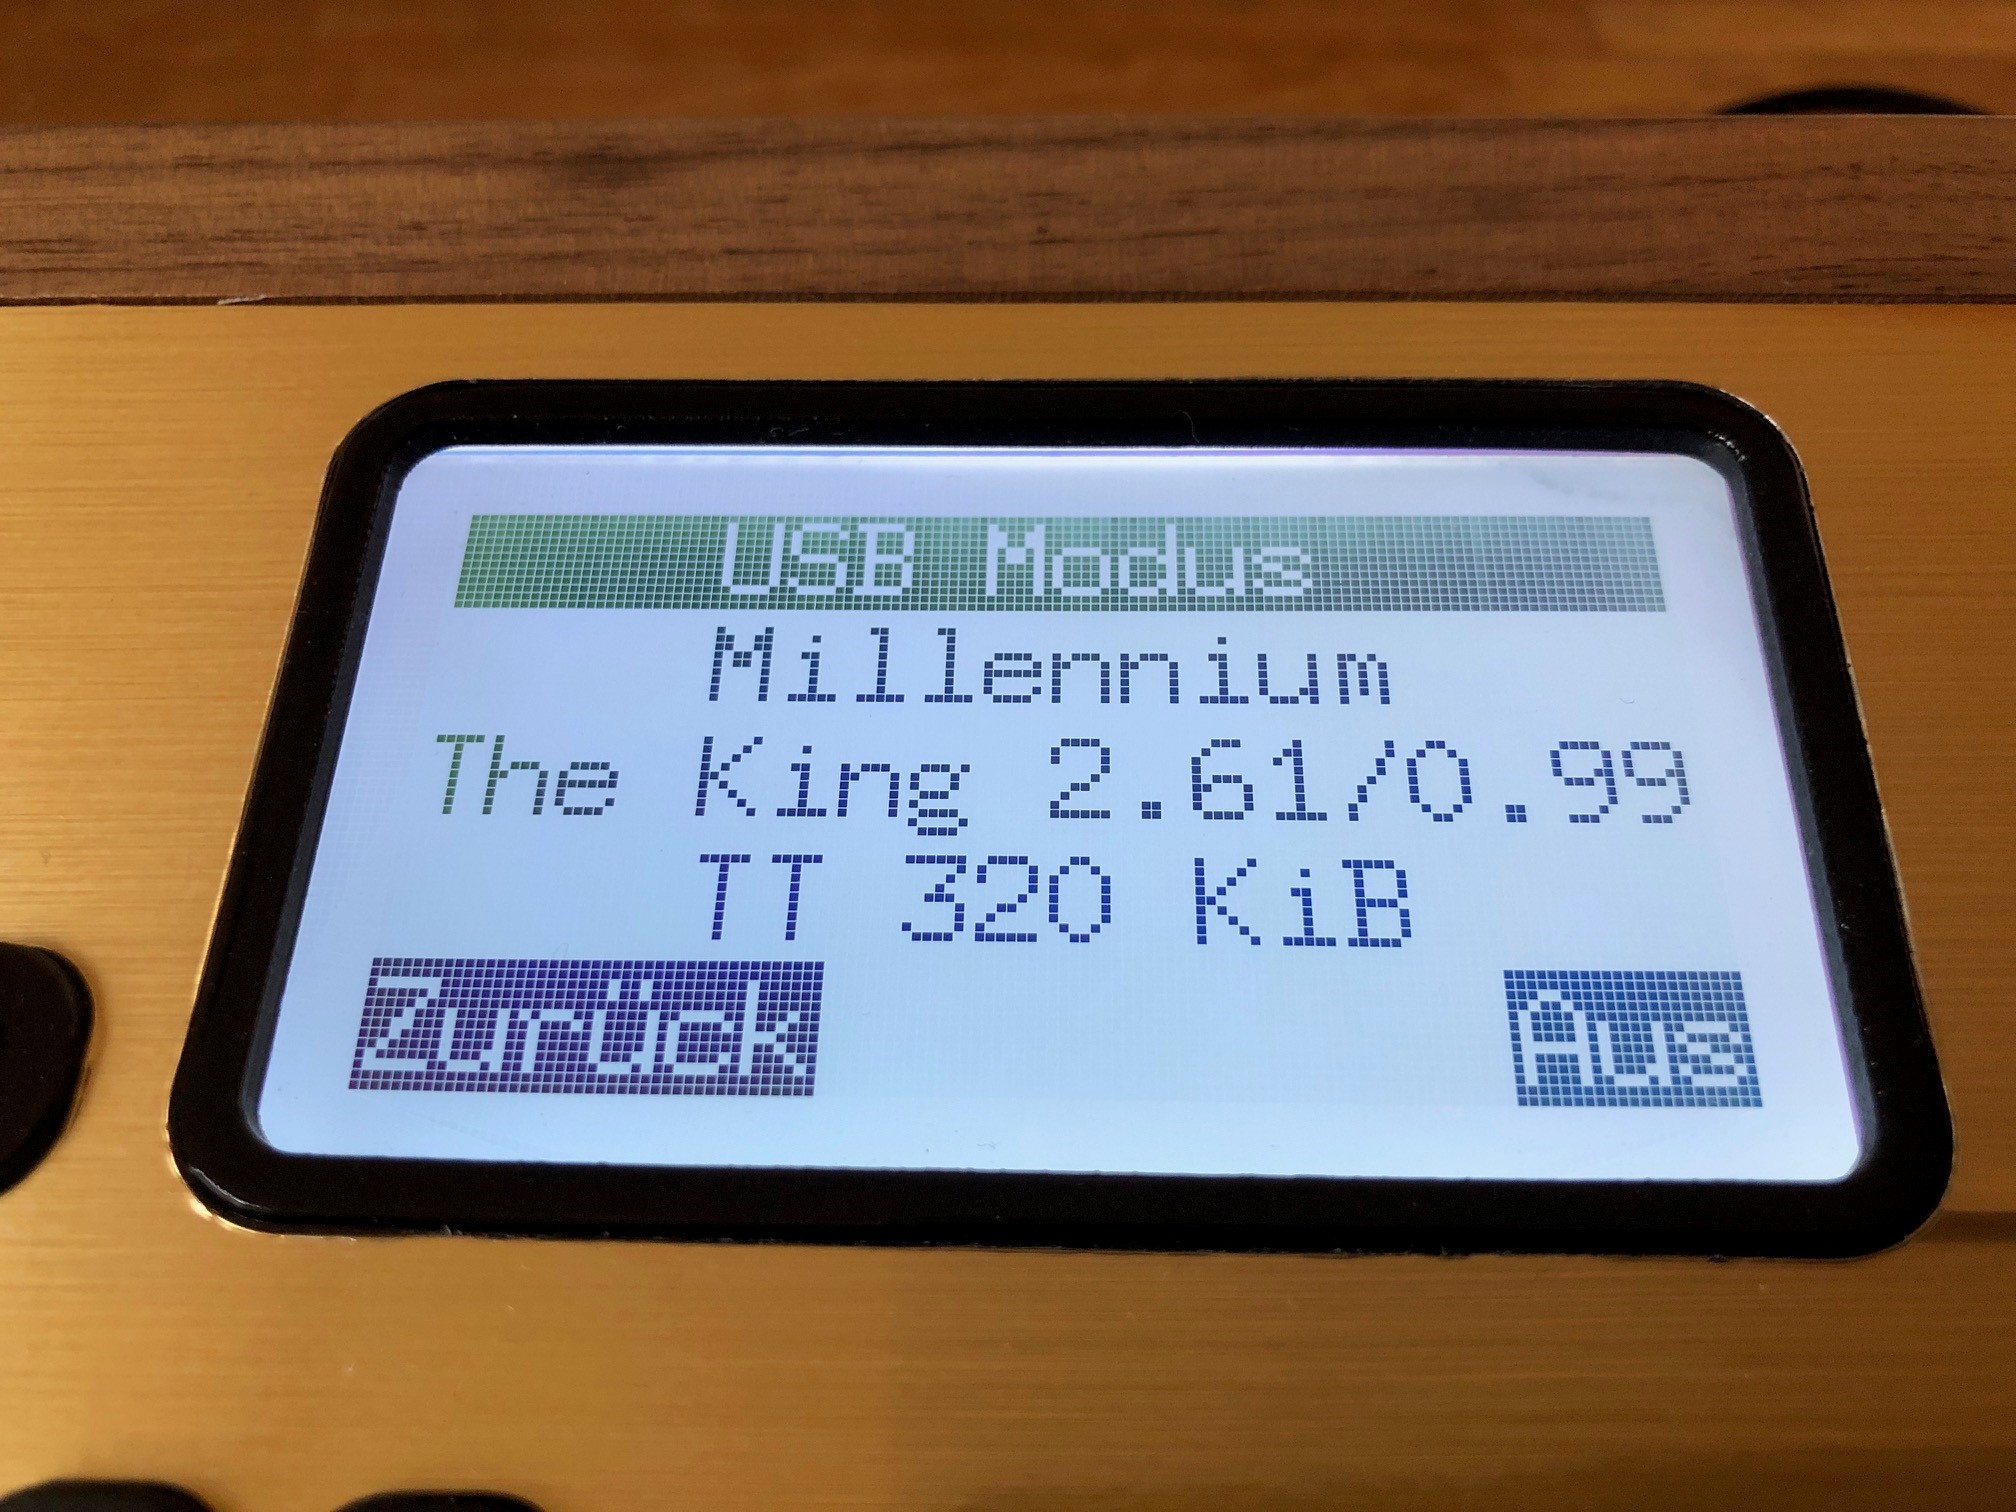 USB Modus
Millennium
The King 2.61/0.99
TT 320 KiB
Zurück
Aus